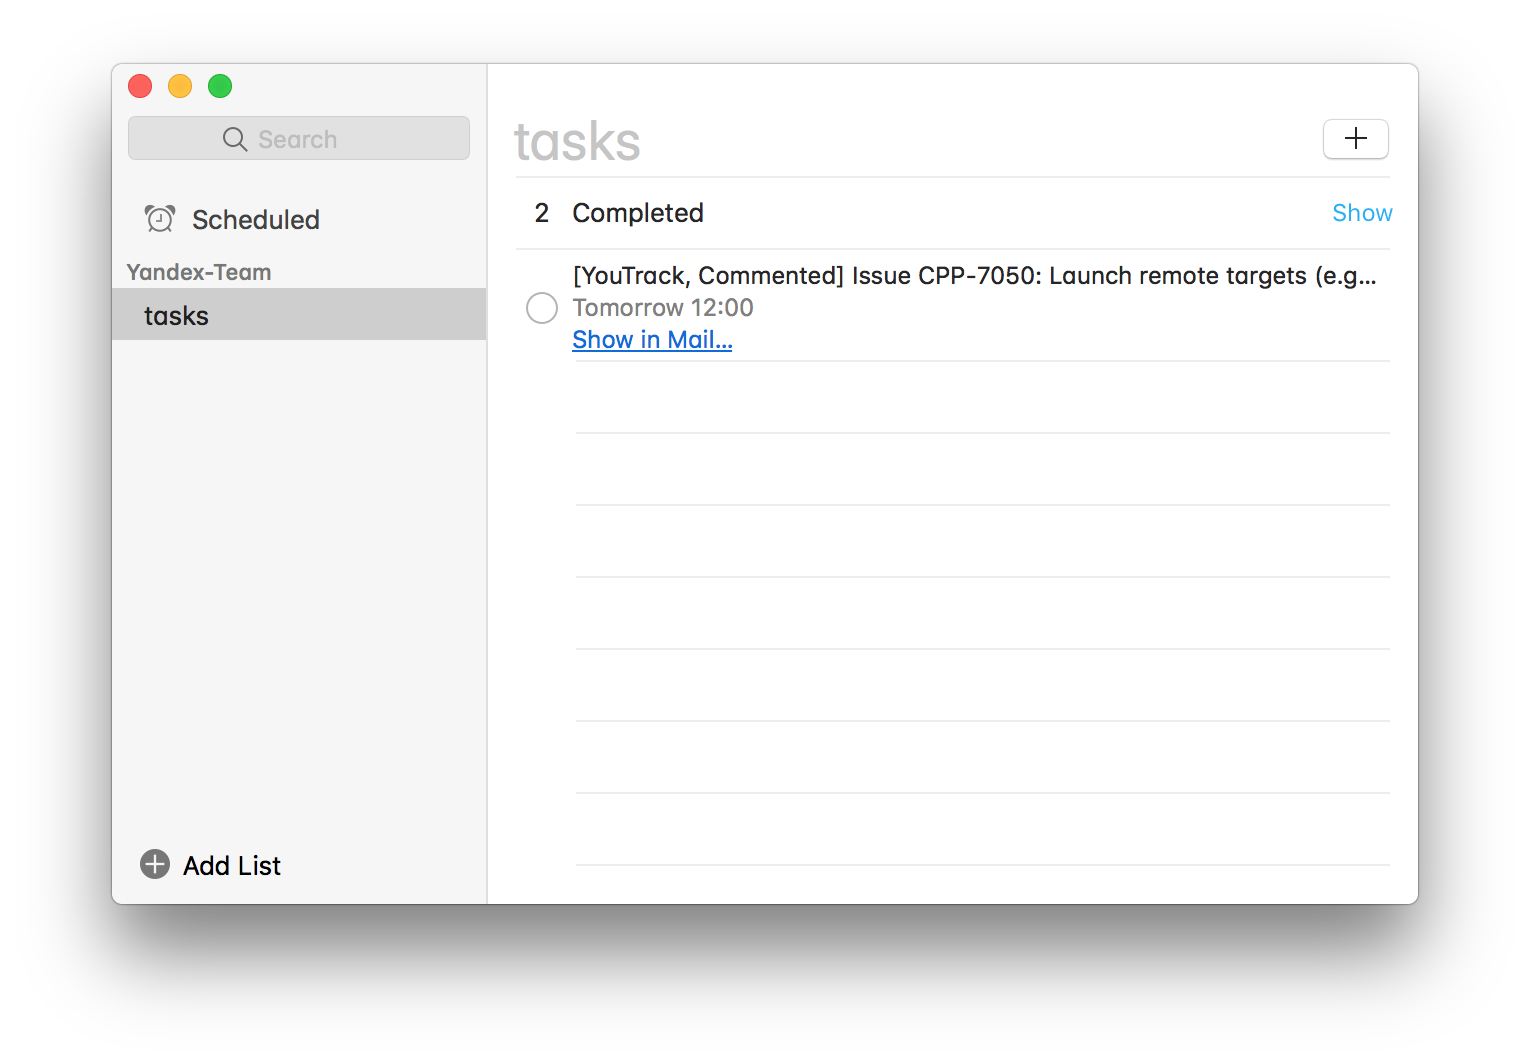 Search
Scheduled
Yandex-Team
tasks
Add List
tasks
2 Completed Show
[YouTrack, Commented] Issue CPP-7050: Launch remote targets (e.g...
Tomorrow 12:00
Show in Mail...